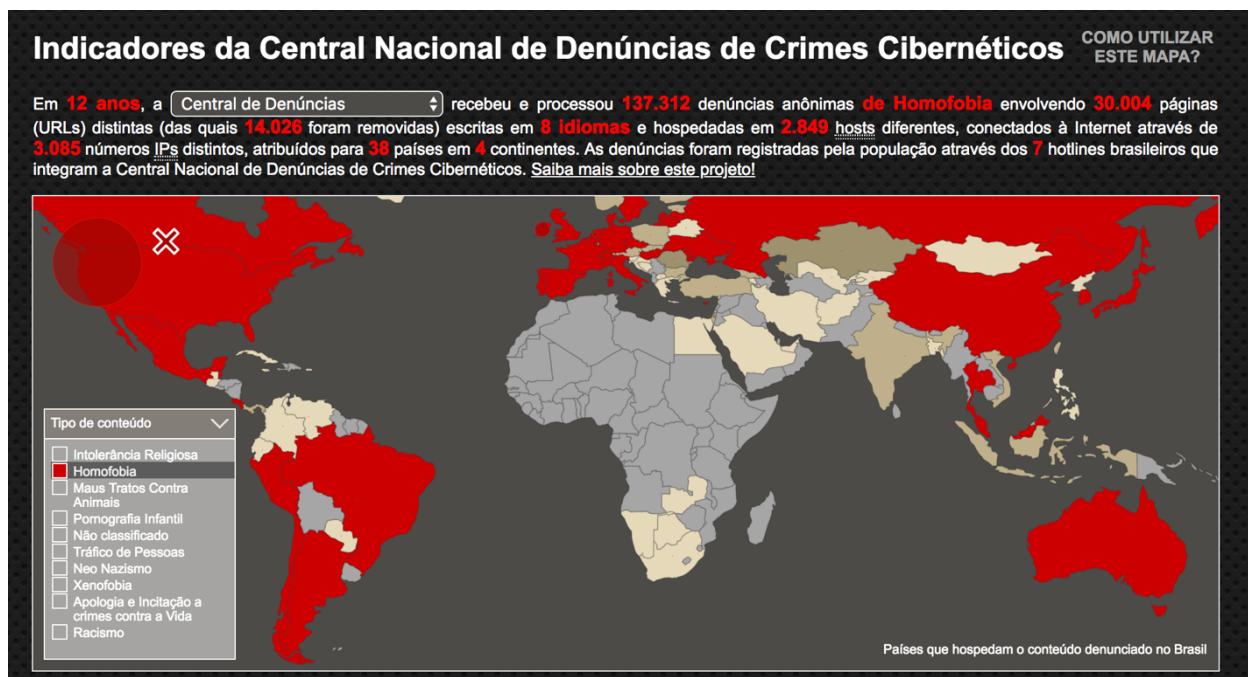 Indicadores da Central Nacional de Denúncias de Crimes Cibernéticos
COMO UTILIZAR
ESTE MAPA?
Em 12 anos, a Central de Denúncias recebeu e processou 137.312 denúncias anônimas de Homofobia envolvendo 30.004 páginas
(URLs) distintas (das quais 14.026 foram removidas) escritas em 8 idiomas e hospedadas em 2.849 hosts diferentes, conectados à Internet através de
3.085 números IPs distintos, atribuídos para 38 países em 4 continentes. As denúncias foram registradas pela população através dos 7 hotlines brasileiros que
integram a Central Nacional de Denúncias de Crimes Cibernéticos. Saiba mais sobre este projeto!
Tipo de conteúdo
Intolerância Religiosa
Homofobia
Maus Tratos Contra
Animais
Pornografia Infantil
Não classificado
Tráfico de Pessoas
Neo Nazismo
Xenofobia
Apologia e Incitação a
crimes contra a Vida
Racismo
Países que hospedam o conteúdo denunciado no Brasil